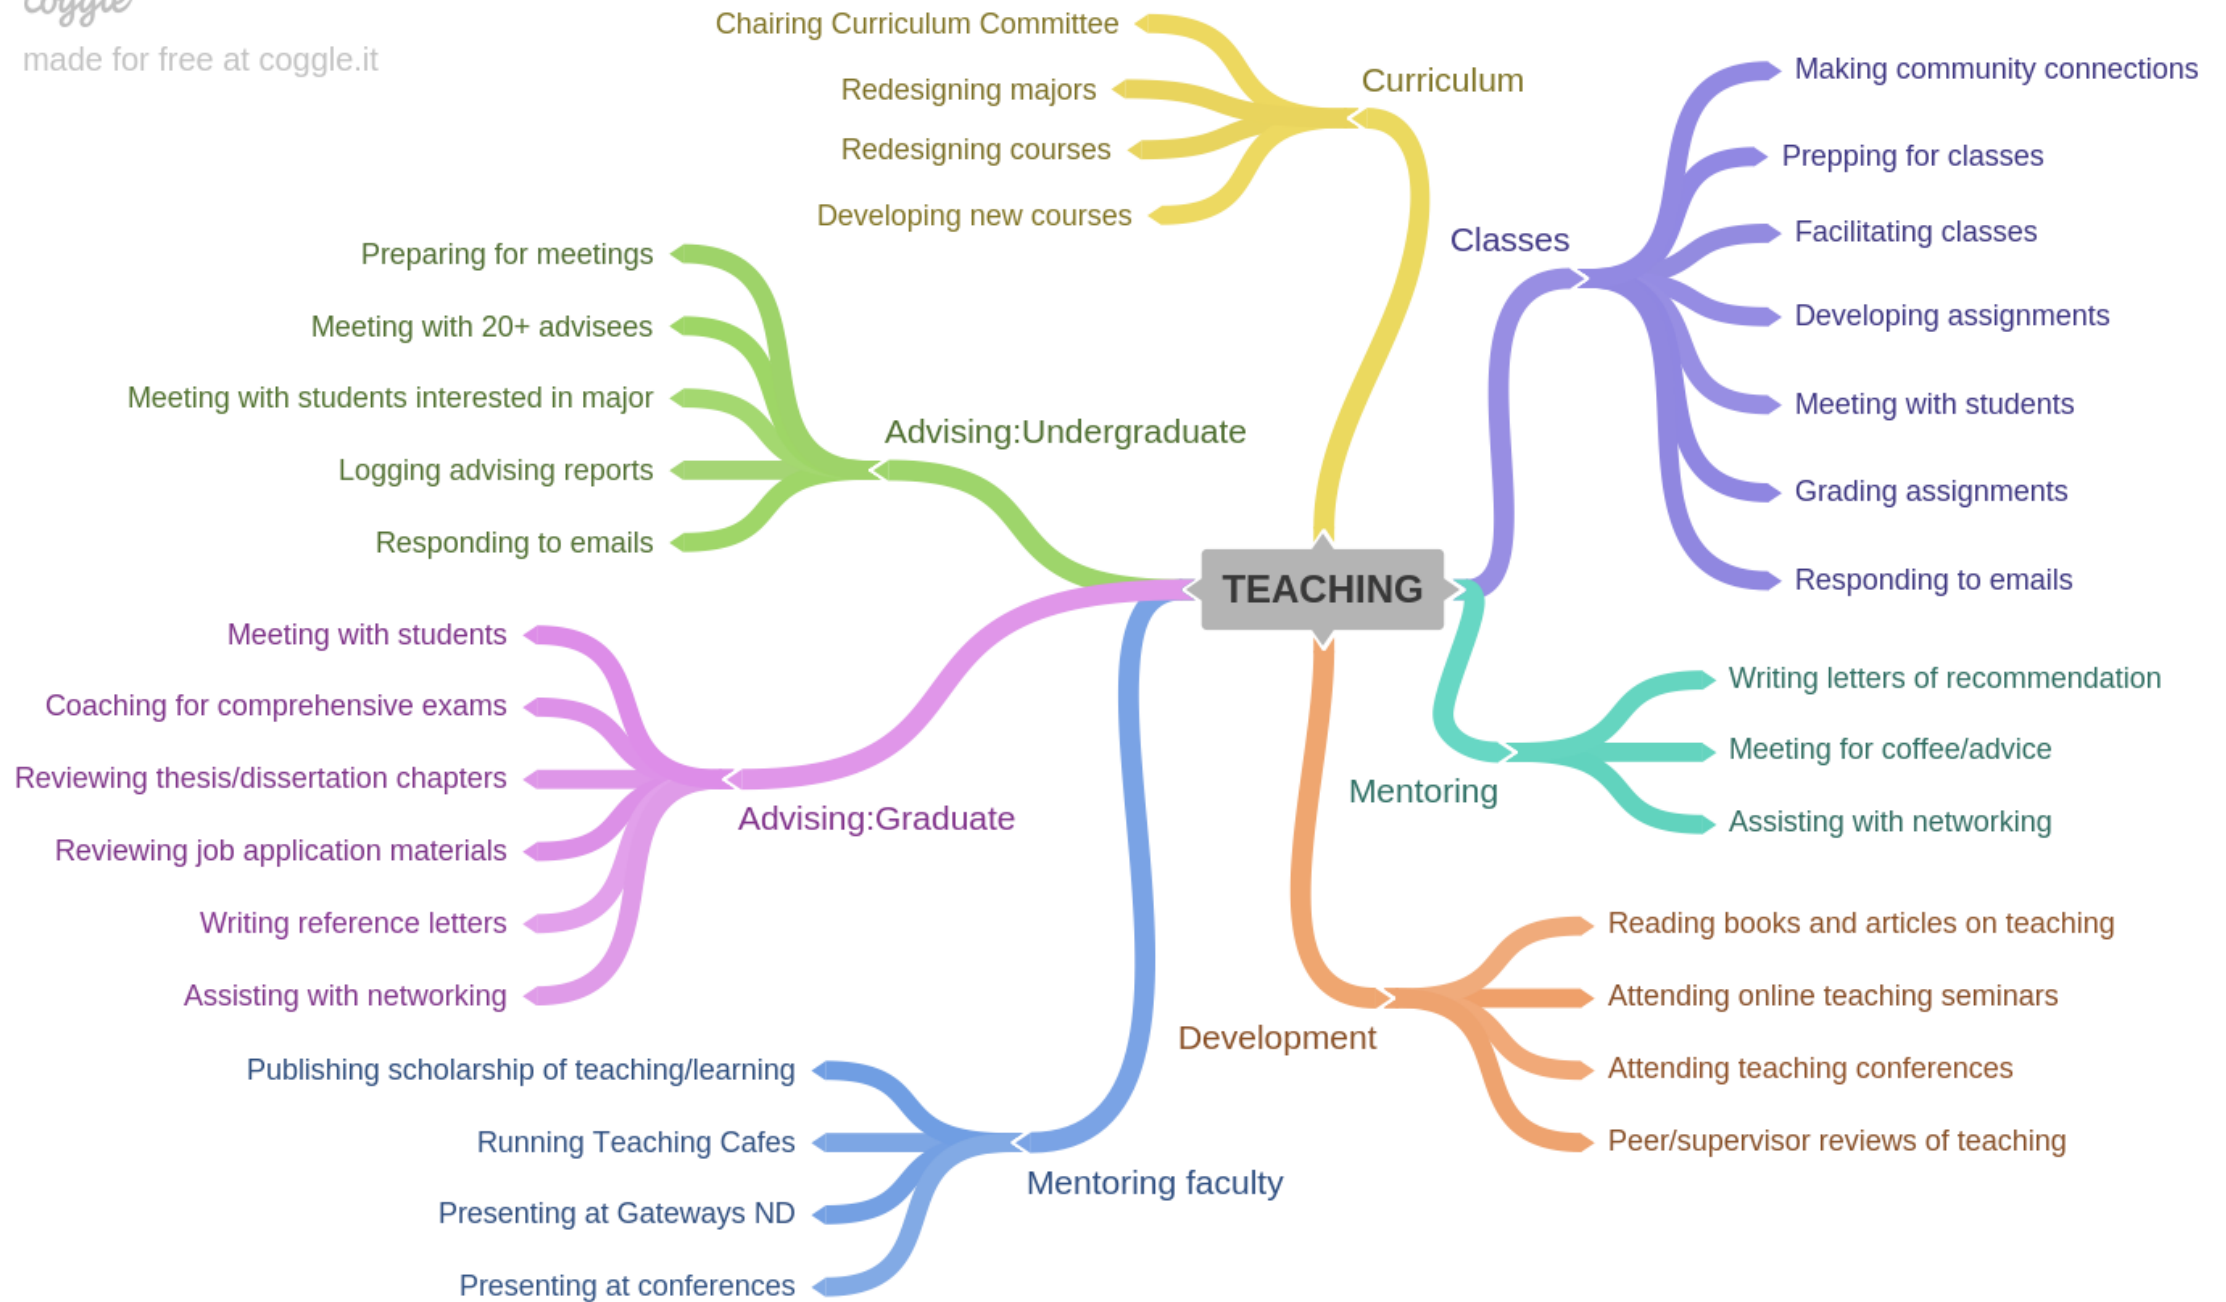 coggle
made for free at coggle.it
TEACHING
Curriculum
Chairing Curriculum Committee
Redesigning majors
Redesigning courses
Developing new courses
Classes
Making community connections
Prepping for classes
Facilitating classes
Developing assignments
Meeting with students
Grading assignments
Responding to emails
Advising:Undergraduate
Preparing for meetings
Meeting with 20+ advisees
Meeting with students interested in major
Logging advising reports
Responding to emails
Advising:Graduate
Meeting with students
Coaching for comprehensive exams
Reviewing thesis/dissertation chapters
Reviewing job application materials
Writing reference letters
Assisting with networking
Mentoring
Writing letters of recommendation
Meeting for coffee/advice
Assisting with networking
Development
Reading books and articles on teaching
Attending online teaching seminars
Attending teaching conferences
Peer/supervisor reviews of teaching
Mentoring faculty
Publishing scholarship of teaching/learning
Running Teaching Cafes
Presenting at Gateways ND
Presenting at conferences